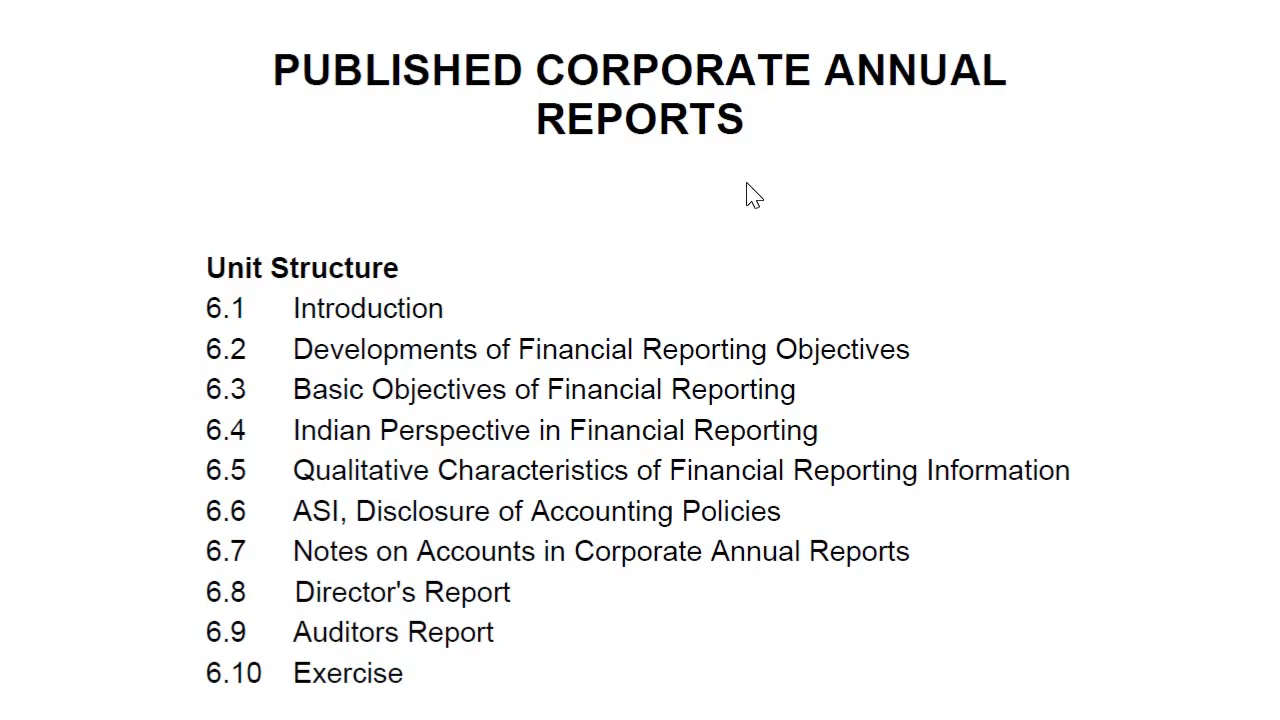 PUBLISHED CORPORATE ANNUAL
REPORTS
Unit Structure
6.1 Introduction
6.2 Developments of Financial Reporting Objectives
6.3 Basic Objectives of Financial Reporting
6.4 Indian Perspective in Financial Reporting
6.5 Qualitative Characteristics of Financial Reporting Information
6.6 ASI, Disclosure of Accounting Policies
6.7 Notes on Accounts in Corporate Annual Reports
6.8 Director's Report
6.9 Auditors Report
6.10 Exercise